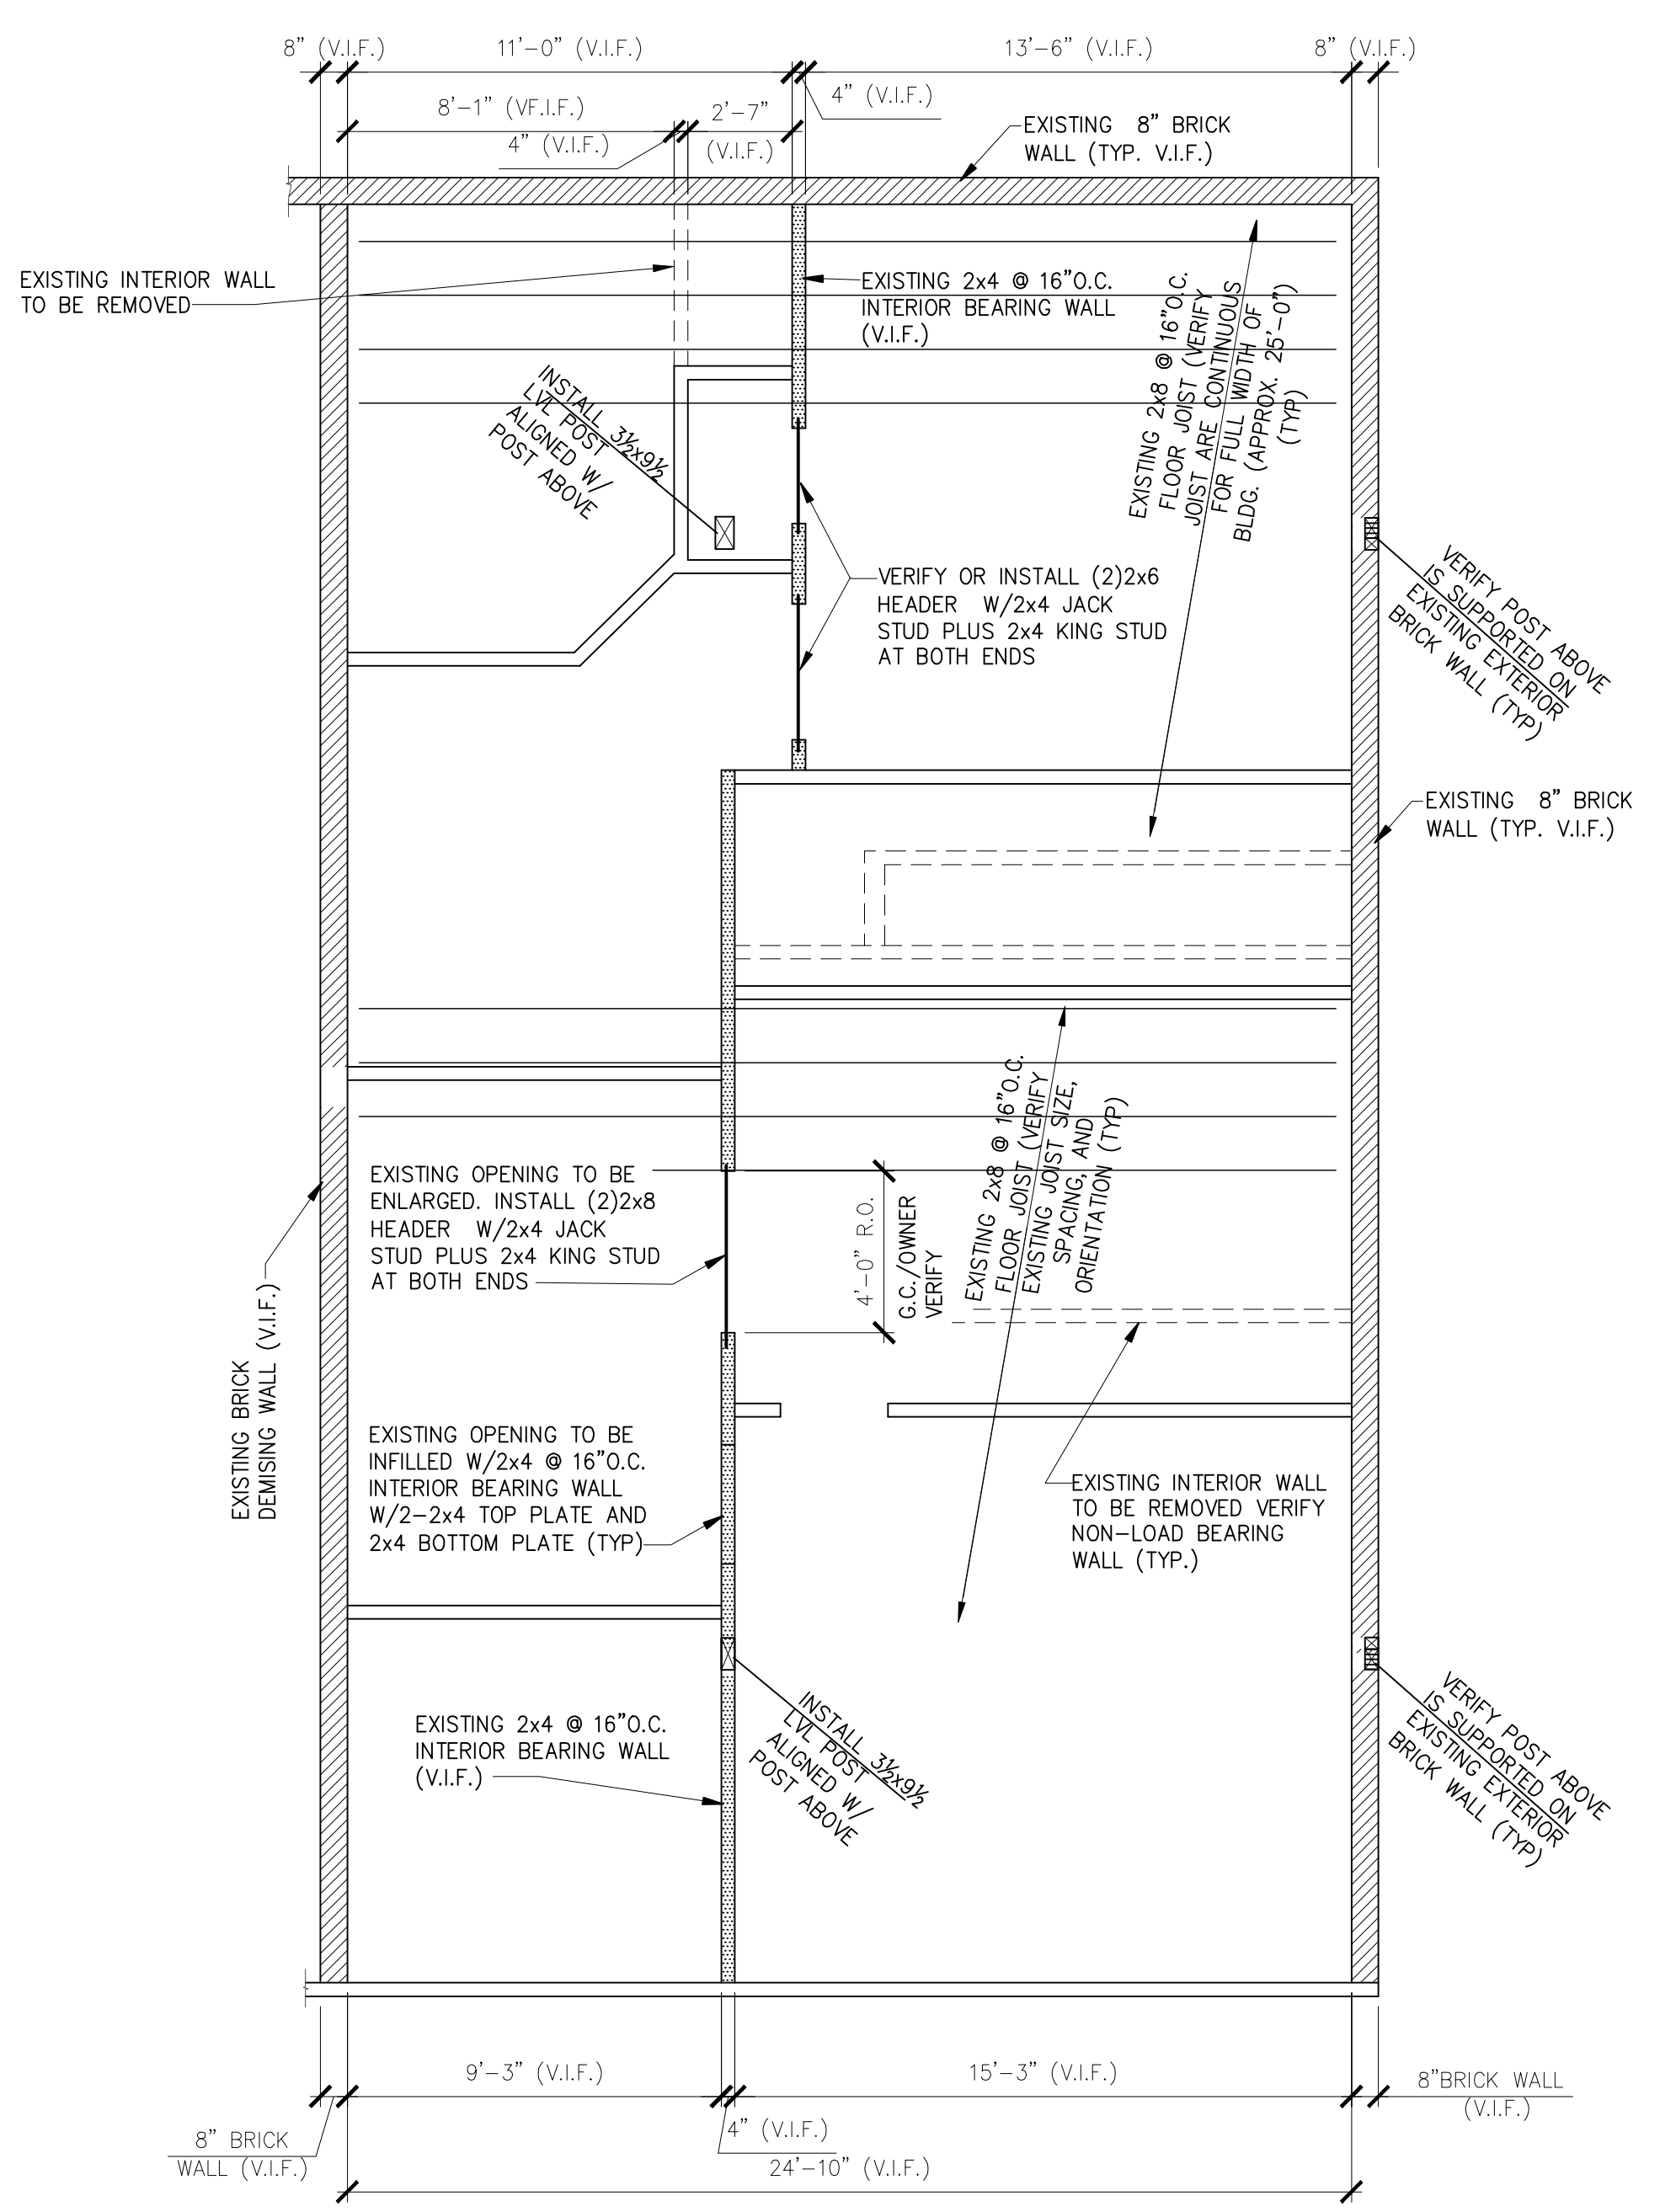 8" (V.I.F.)
11'-0" (V.I.F.)
13'-6" (V.I.F.)
8" (V.I.F.)
8'-1" (VF.I.F.)
2'-7"
(V.I.F.)
4" (V.I.F.)
4" (V.I.F.)
EXISTING 8" BRICK
WALL (TYP. V.I.F.)
EXISTING INTERIOR WALL
TO BE REMOVED
EXISTING 2x4 @ 16"O.C.
INTERIOR BEARING WALL
(V.I.F.)
EXISTING 2x8 @ 16"O.C.
FLOOR JOIST (VERIFY
JOIST ARE CONTINUOUS
FOR FULL WIDTH OF
BLDG. (APPROX. 25'-0")
(TYP)
INSTALL 3½x9½
LVL POST
ALIGNED W/
POST ABOVE
VERIFY OR INSTALL (2)2x6
HEADER W/2x4 JACK
STUD PLUS 2x4 KING STUD
AT BOTH ENDS
VERIFY POST ABOVE
IS SUPPORTED ON
EXISTING EXTERIOR
BRICK WALL (TYP)
EXISTING 8" BRICK
WALL (TYP. V.I.F.)
EXISTING OPENING TO BE
ENLARGED. INSTALL (2)2x8
HEADER W/2x4 JACK
STUD PLUS 2x4 KING STUD
AT BOTH ENDS
4'-0" R.O.
G.C./OWNER
VERIFY
EXISTING 2x8 @ 16"O.C.
FLOOR JOIST (VERIFY
EXISTING JOIST SIZE,
SPACING, AND
ORIENTATION (TYP)
EXISTING BRICK
DEMISING WALL (V.I.F.)
EXISTING OPENING TO BE
INFILLED W/2x4 @ 16"O.C.
INTERIOR BEARING WALL
W/2-2x4 TOP PLATE AND
2x4 BOTTOM PLATE (TYP)
EXISTING INTERIOR WALL
TO BE REMOVED VERIFY
NON-LOAD BEARING
WALL (TYP.)
EXISTING 2x4 @ 16"O.C.
INTERIOR BEARING WALL
(V.I.F.)
INSTALL 3½x9½
LVL POST
ALIGNED W/
POST ABOVE
VERIFY POST ABOVE
IS SUPPORTED ON
EXISTING EXTERIOR
BRICK WALL (TYP)
9'-3" (V.I.F.)
15'-3" (V.I.F.)
8"BRICK WALL
(V.I.F.)
8" BRICK
WALL (V.I.F.)
4" (V.I.F.)
24'-10" (V.I.F.)